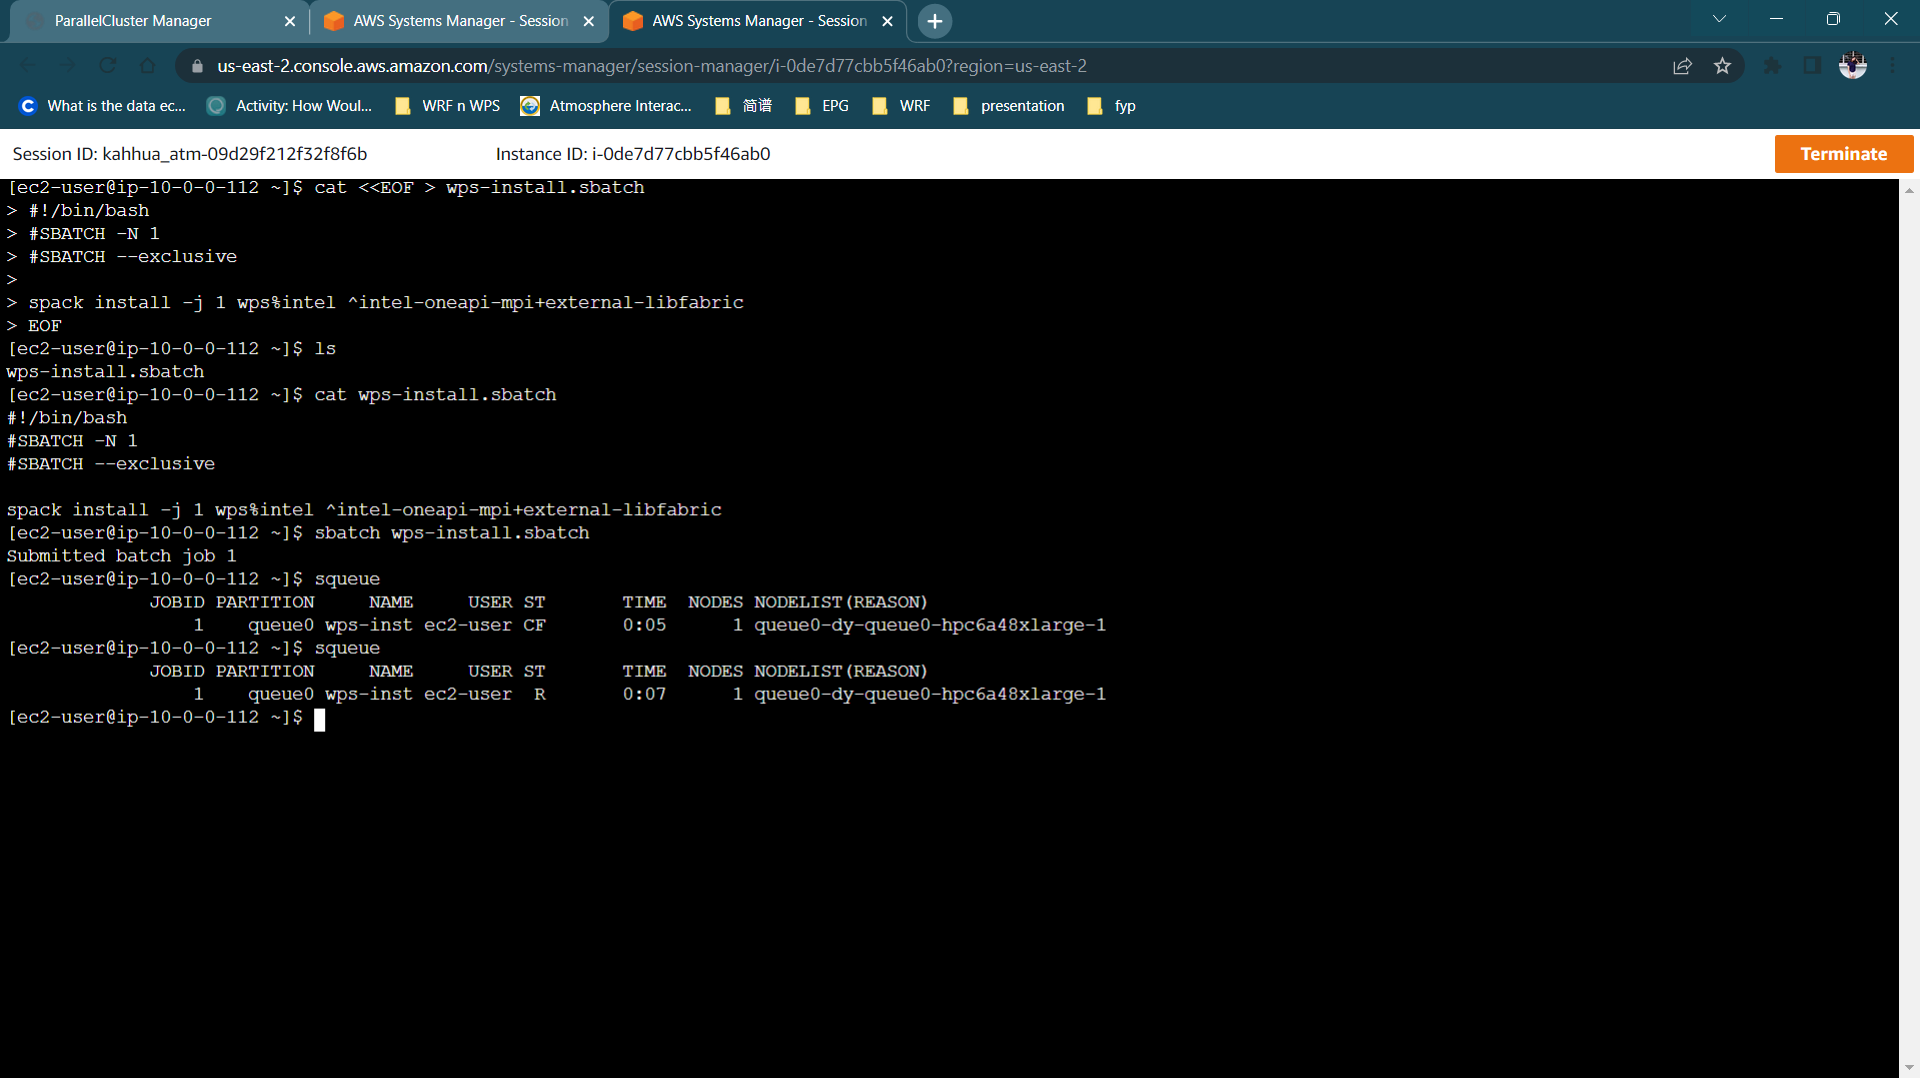 ParallelCluster Manager
AWS Systems Manager - Session
AWS Systems Manager - Session
us-east-2.console.aws.amazon.com/systems-manager/session-manager/i-0de7d77cbb5f46ab0?region=us-east-2
What is the data ec... Activity: How Woul... WRF n WPS Atmosphere Interac... 简谱 EPG WRF presentation fyp
Session ID: kahhua_atm-09d29f212f32f8f6b Instance ID: i-0de7d77cbb5f46ab0 Terminate
[ec2-user@ip-10-0-0-112 ~]$ cat <<EOF > wps-install.sbatch
> #!/bin/bash
> #SBATCH -N 1
> #SBATCH --exclusive
>
> spack install -j 1 wps%intel ^intel-oneapi-mpi+external-libfabric
> EOF
[ec2-user@ip-10-0-0-112 ~]$ ls
wps-install.sbatch
[ec2-user@ip-10-0-0-112 ~]$ cat wps-install.sbatch
#!/bin/bash
#SBATCH -N 1
#SBATCH --exclusive
spack install -j 1 wps%intel ^intel-oneapi-mpi+external-libfabric
[ec2-user@ip-10-0-0-112 ~]$ sbatch wps-install.sbatch
Submitted batch job 1
[ec2-user@ip-10-0-0-112 ~]$ squeue
JOBID PARTITION NAME USER ST TIME NODES NODELIST(REASON)
1 queue0 wps-inst ec2-user CF 0:05 1 queue0-dy-queue0-hpc6a48xlarge-1
[ec2-user@ip-10-0-0-112 ~]$ squeue
JOBID PARTITION NAME USER ST TIME NODES NODELIST(REASON)
1 queue0 wps-inst ec2-user R 0:07 1 queue0-dy-queue0-hpc6a48xlarge-1
[ec2-user@ip-10-0-0-112 ~]$